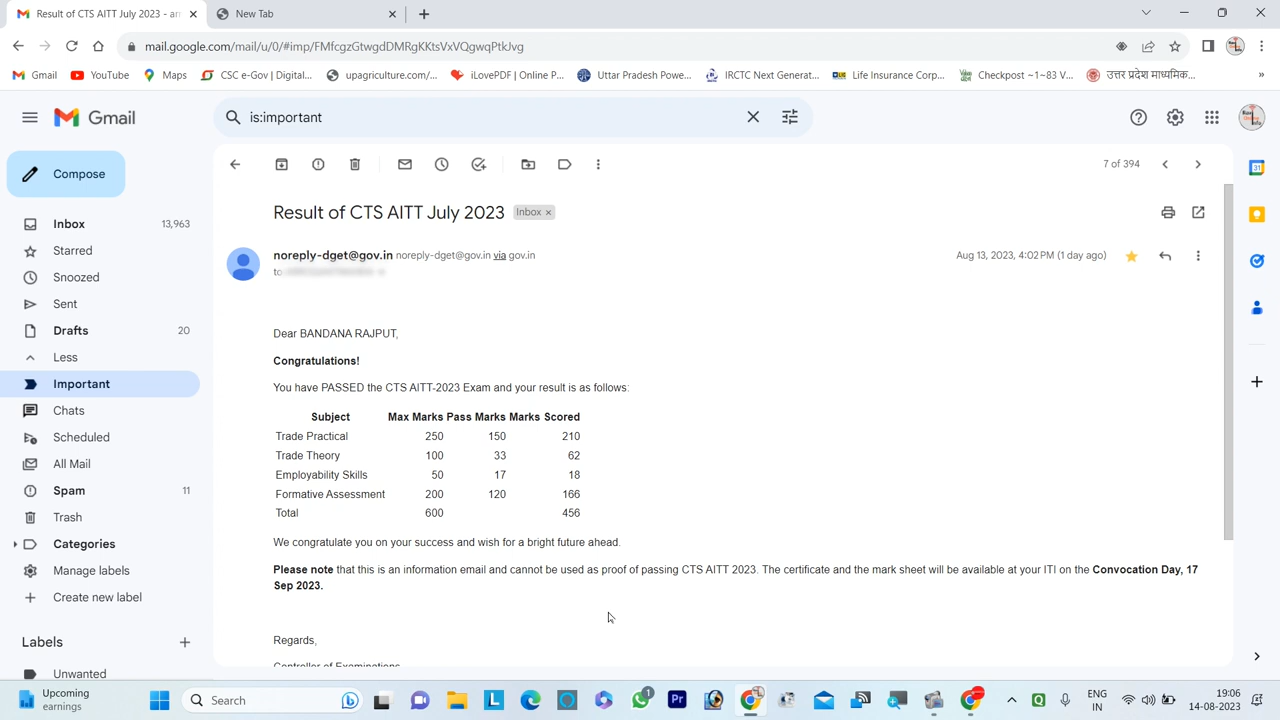 Result of CTS AITT July 2023 - an
New Tab
mail.google.com/mail/u/0/#imp/FMfcgzGtwgdDMRgKKtsVxVQgwqPtkJvg
Gmail YouTube Maps CSC e-Gov | Digital... upagriculture.com/... iLovePDF | Online P... Uttar Pradesh Powe... IRCTC Next Generat... Life Insurance Corp... Checkpost ~1~83 V... उत्तर प्रदेश माध्यमिक... »
Gmail
is:important
Compose
7 of 394
Inbox 13,963
Starred
Snoozed
Sent
Drafts 20
Less
Important
Chats
Scheduled
All Mail
Spam 11
Trash
Categories
Manage labels
Create new label
Labels
Unwanted
Result of CTS AITT July 2023 Inbox ×
noreply-dget@gov.in noreply-dget@gov.in via gov.in
Aug 13, 2023, 4:02 PM (1 day ago)
to
Dear BANDANA RAJPUT,
Congratulations!
You have PASSED the CTS AITT-2023 Exam and your result is as follows:
Subject Max Marks Pass Marks Marks Scored
Trade Practical 250 150 210
Trade Theory 100 33 62
Employability Skills 50 17 18
Formative Assessment 200 120 166
Total 600 456
We congratulate you on your success and wish for a bright future ahead.
Please note that this is an information email and cannot be used as proof of passing CTS AITT 2023. The certificate and the mark sheet will be available at your ITI on the Convocation Day, 17
Sep 2023.
Regards,
Controller of Examinations
31
Upcoming
earnings
Search
L
1
Pr
Q
ENG
IN
19:06
14-08-2023